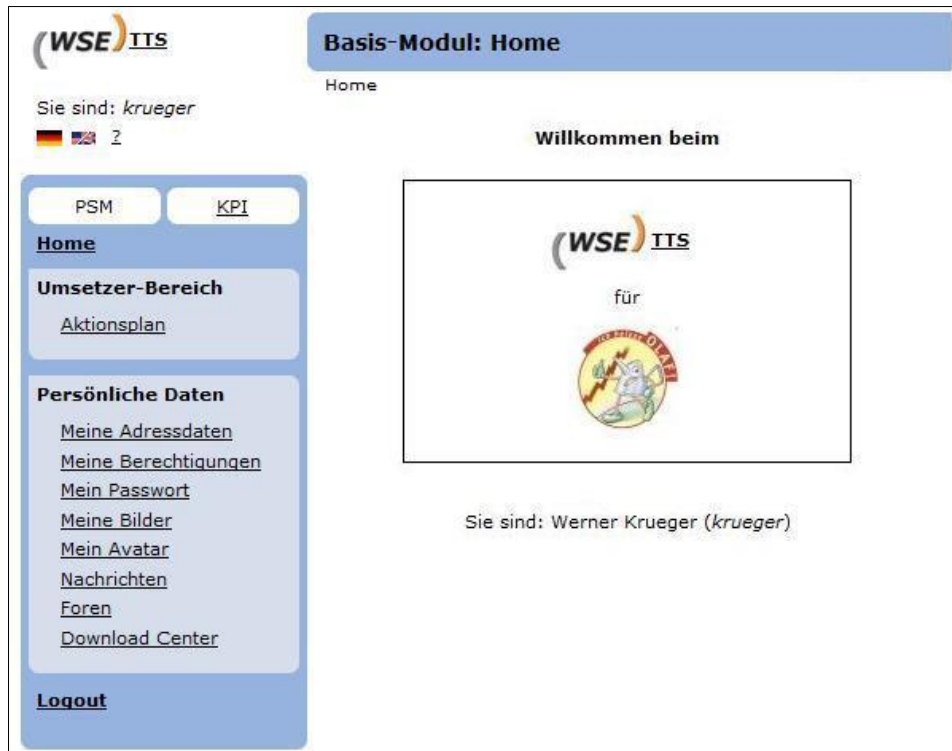 (WSE) TTS
Sie sind: krueger
?
PSM KPI
Home
Umsetzer-Bereich
Aktionsplan
Persönliche Daten
Meine Adressdaten
Meine Berechtigungen
Mein Passwort
Meine Bilder
Mein Avatar
Nachrichten
Foren
Download Center
Logout
Basis-Modul: Home
Home
Willkommen beim
(WSE) TTS
für
OLAF!
Sie sind: Werner Krueger (krueger)